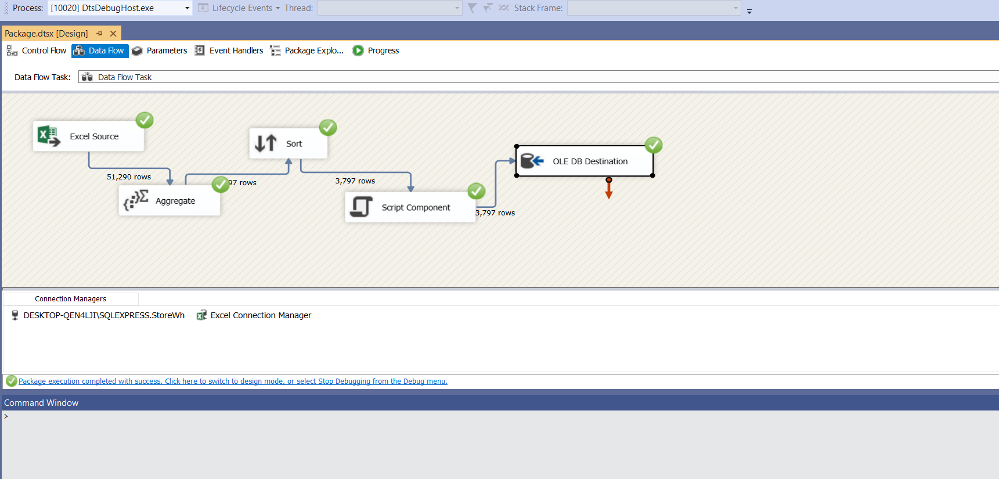 Process: [10020] DtsDebugHost.exe Lifecycle Events Thread: Stack Frame:
Package.dtsx [Design]
Control Flow Data Flow Parameters Event Handlers Package Explo... Progress
Data Flow Task: Data Flow Task
Excel Source
Sort
OLE DB Destination
51,290 rows
97 rows
3,797 rows
Aggregate
Script Component
3,797 rows
Connection Managers
DESKTOP-QEN4LJI\SQLEXPRESS.StoreWh Excel Connection Manager
Package execution completed with success. Click here to switch to design mode, or select Stop Debugging from the Debug menu.
Command Window
>